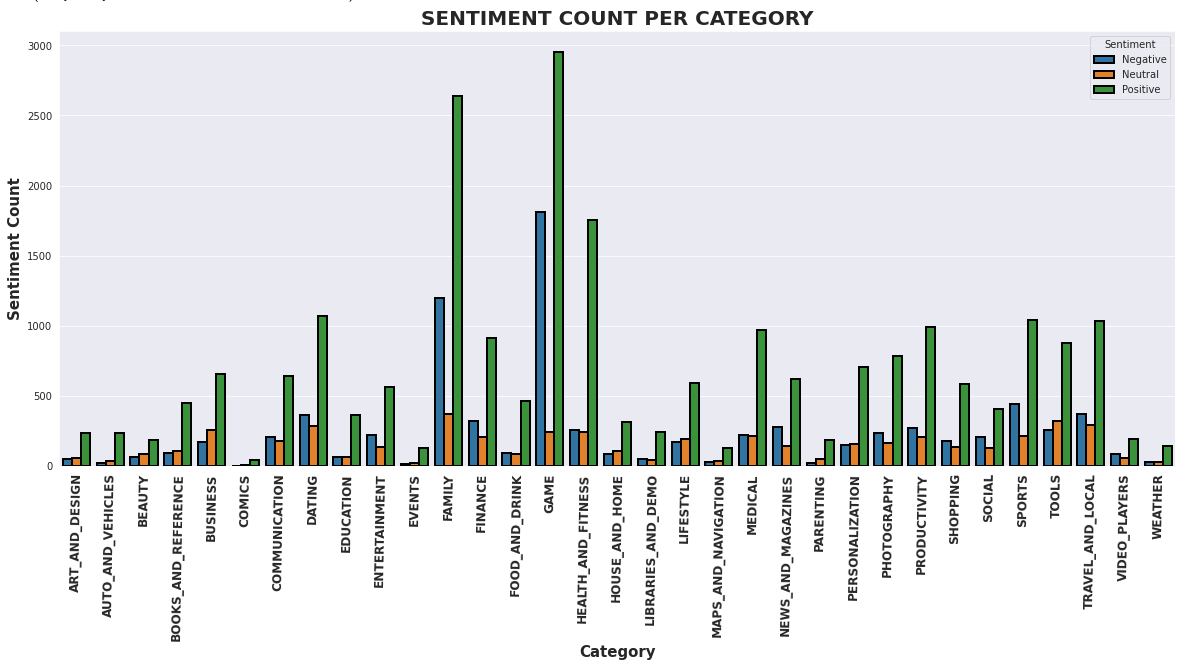 SENTIMENT COUNT PER CATEGORY
Sentiment
Negative
Neutral
Positive
Sentiment Count
3000
2500
2000
1500
1000
500
0
ART_AND_DESIGN
AUTO_AND_VEHICLES
BEAUTY
BOOKS_AND_REFERENCE
BUSINESS
COMICS
COMMUNICATION
DATING
EDUCATION
ENTERTAINMENT
EVENTS
FAMILY
FINANCE
FOOD_AND_DRINK
GAME
HEALTH_AND_FITNESS
HOUSE_AND_HOME
LIBRARIES_AND_DEMO
LIFESTYLE
MAPS_AND_NAVIGATION
MEDICAL
NEWS_AND_MAGAZINES
PARENTING
PERSONALIZATION
PHOTOGRAPHY
PRODUCTIVITY
SHOPPING
SOCIAL
SPORTS
TOOLS
TRAVEL_AND_LOCAL
VIDEO_PLAYERS
WEATHER
Category